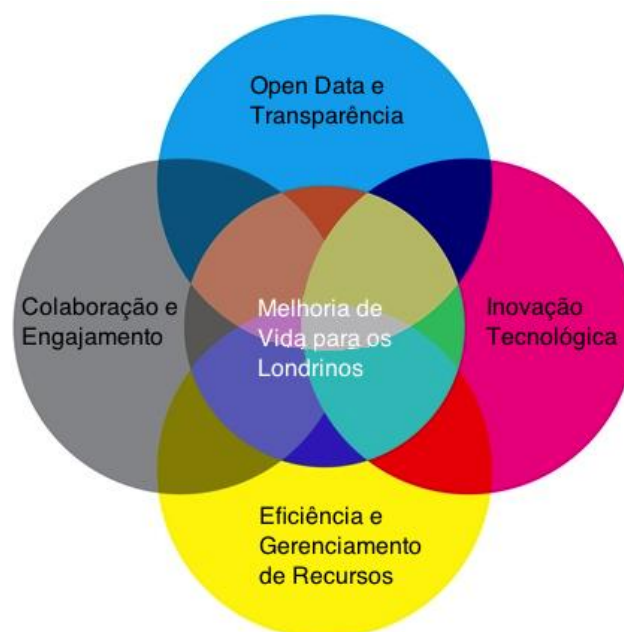 Open Data e
Transparência
Colaboração e
Engajamento
Melhoria de
Vida para os
Londrinos
Inovação
Tecnológica
Eficiência e
Gerenciamento
de Recursos